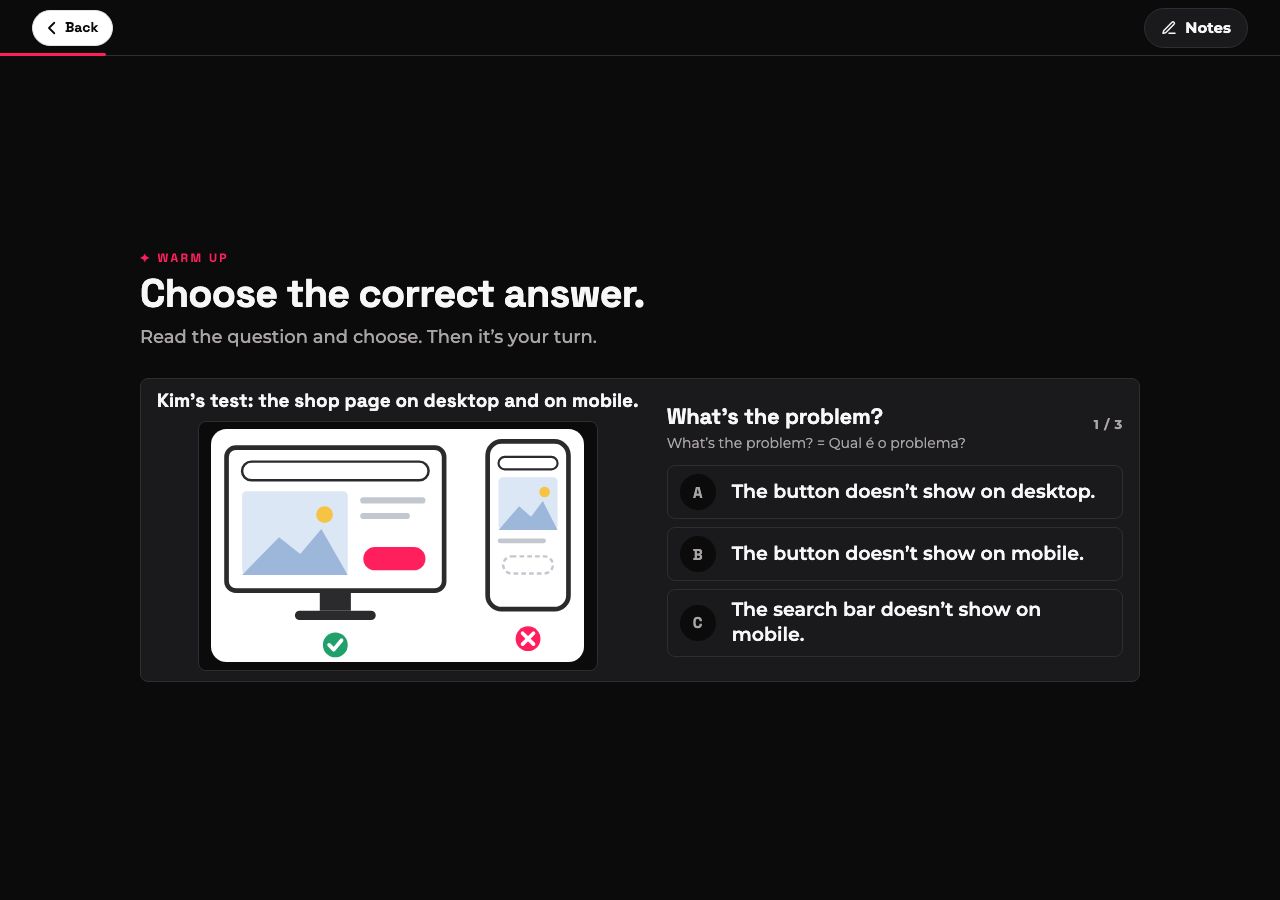 Back
Notes
✦ WARM UP
Choose the correct answer.
Read the question and choose. Then it’s your turn.
Kim’s test: the shop page on desktop and on mobile.
What’s the problem?
1 / 3
What’s the problem? = Qual é o problema?
A The button doesn’t show on desktop.
B The button doesn’t show on mobile.
C The search bar doesn’t show on
mobile.